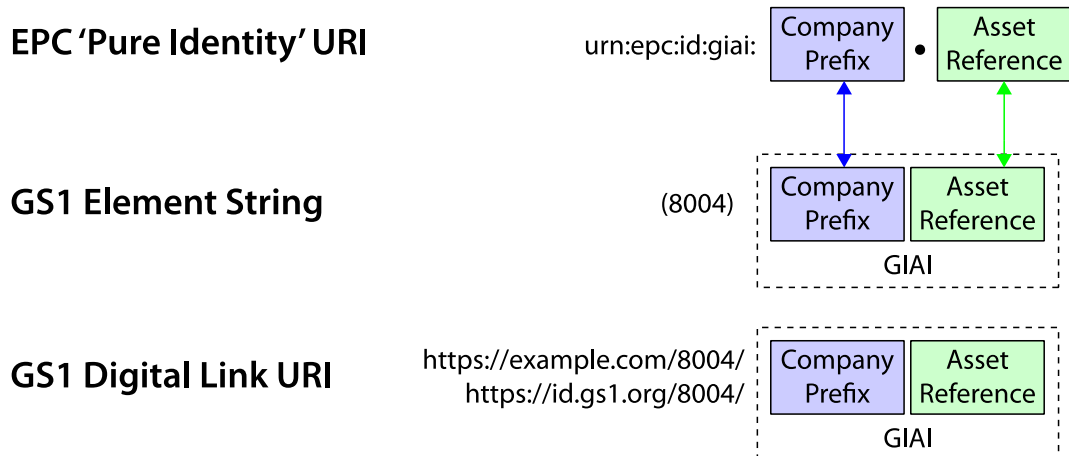 EPC ‘Pure Identity’ URI
urn:epc:id:giai:
Company
Prefix
•
Asset
Reference
GS1 Element String
(8004)
Company
Prefix
Asset
Reference
GIAI
GS1 Digital Link URI
https://example.com/8004/
https://id.gs1.org/8004/
Company
Prefix
Asset
Reference
GIAI